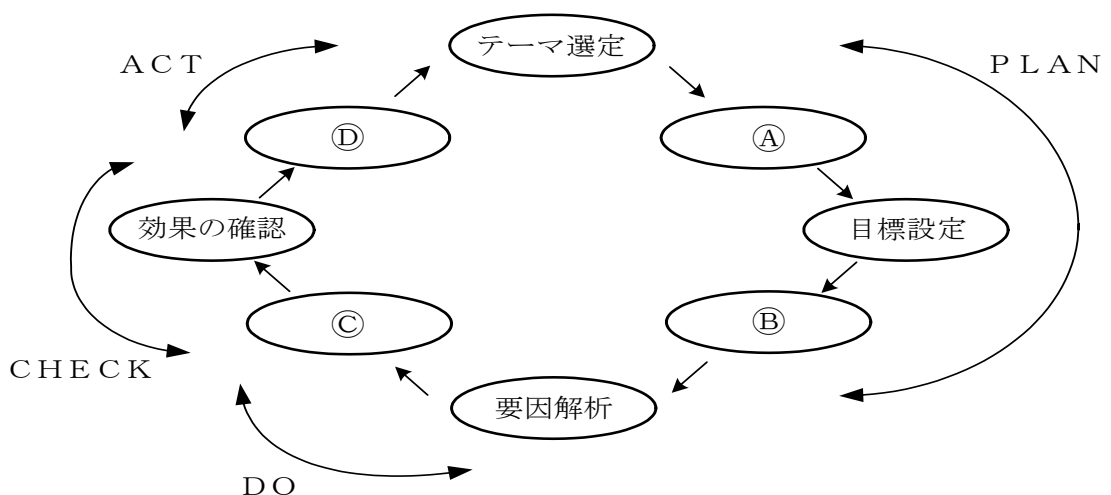 テーマ選定
ACT
PLAN
Ⓓ
Ⓐ
効果の確認
目標設定
Ⓒ
Ⓑ
CHECK
要因解析
DO